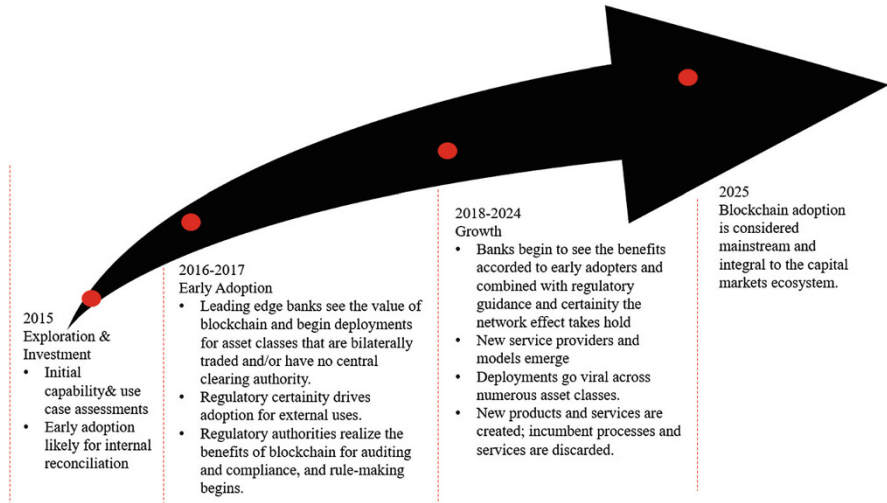 2015
Exploration &
Investment
• Initial
capability& use
case assessments
• Early adoption
likely for internal
reconciliation
2016-2017
Early Adoption
• Leading edge banks see the value of
blockchain and begin deployments
for asset classes that are bilaterally
traded and/or have no central
clearing authority.
• Regulatory certainity drives
adoption for external uses.
• Regulatory authorities realize the
benefits of blockchain for auditing
and compliance, and rule-making
begins.
2018-2024
Growth
• Banks begin to see the benefits
accorded to early adopters and
combined with regulatory
guidance and certainity the
network effect takes hold
• New service providers and
models emerge
• Deployments go viral across
numerous asset classes.
• New products and services are
created; incumbent processes and
services are discarded.
2025
Blockchain adoption
is considered
mainstream and
integral to the capital
markets ecosystem.